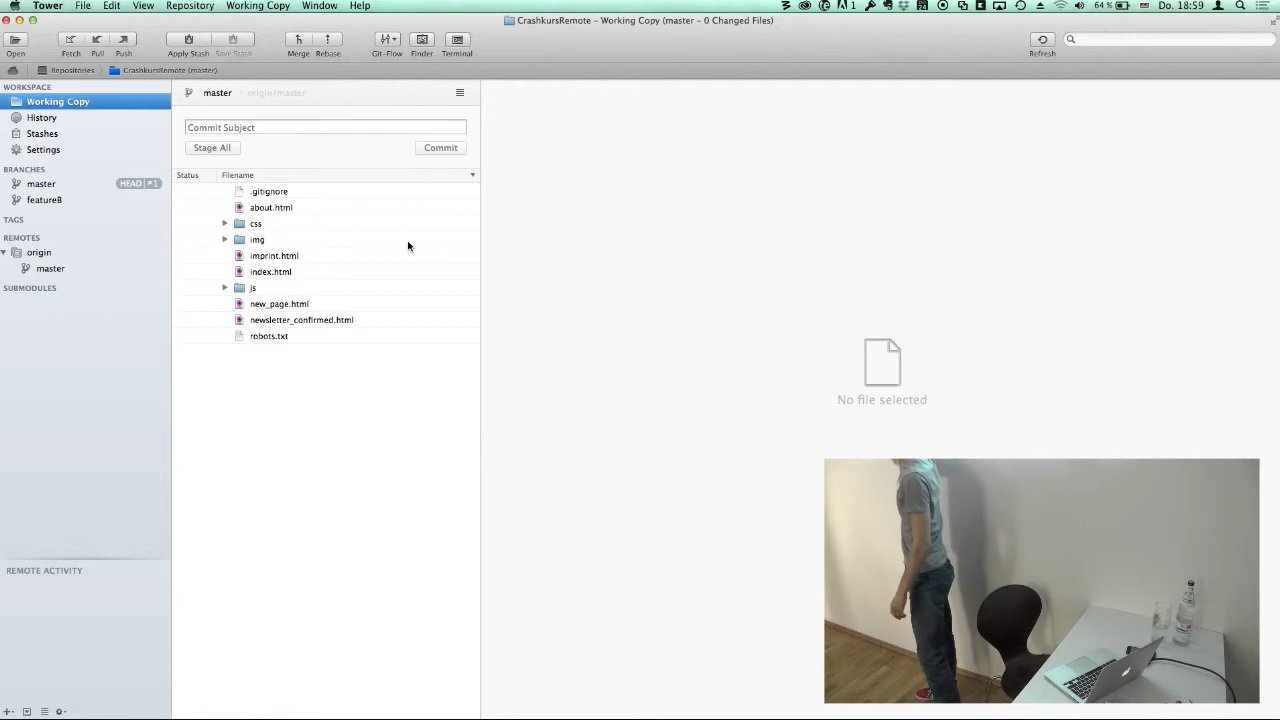 Tower File Edit View Repository Window Help 64 % Do. 18:59
CrashkursRemote – Working Copy (master – 0 Changed Files)
Open Fetch Pull Push Apply Stash Save Stash Merge Rebase Git-Flow Finder Terminal Refresh
Repositories CrashkursRemote (master)
WORKSPACE
Working Copy
History
Stashes
Settings
BRANCHES
master HEAD ↗1
featureB
TAGS
REMOTES
origin
master
SUBMODULES
REMOTE ACTIVITY
master origin/master
Commit Subject
Stage All Commit
Status Filename
.gitignore
about.html
css
img
imprint.html
index.html
js
new_page.html
newsletter_confirmed.html
robots.txt
No file selected